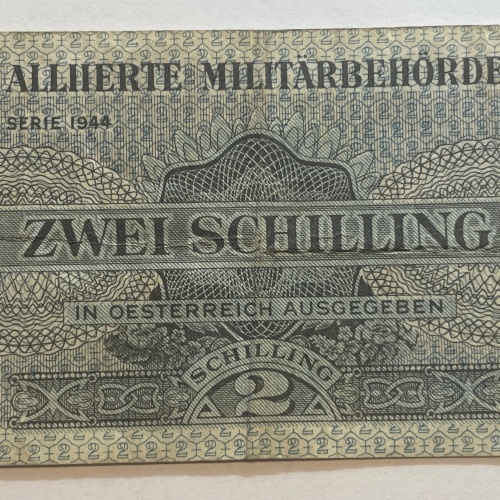 ALLIIERTE MILITÄRBEHÖRDE
SERIE 1944
ZWEI SCHILLING
IN OESTERREICH AUSGEGEBEN
SCHILLING
2